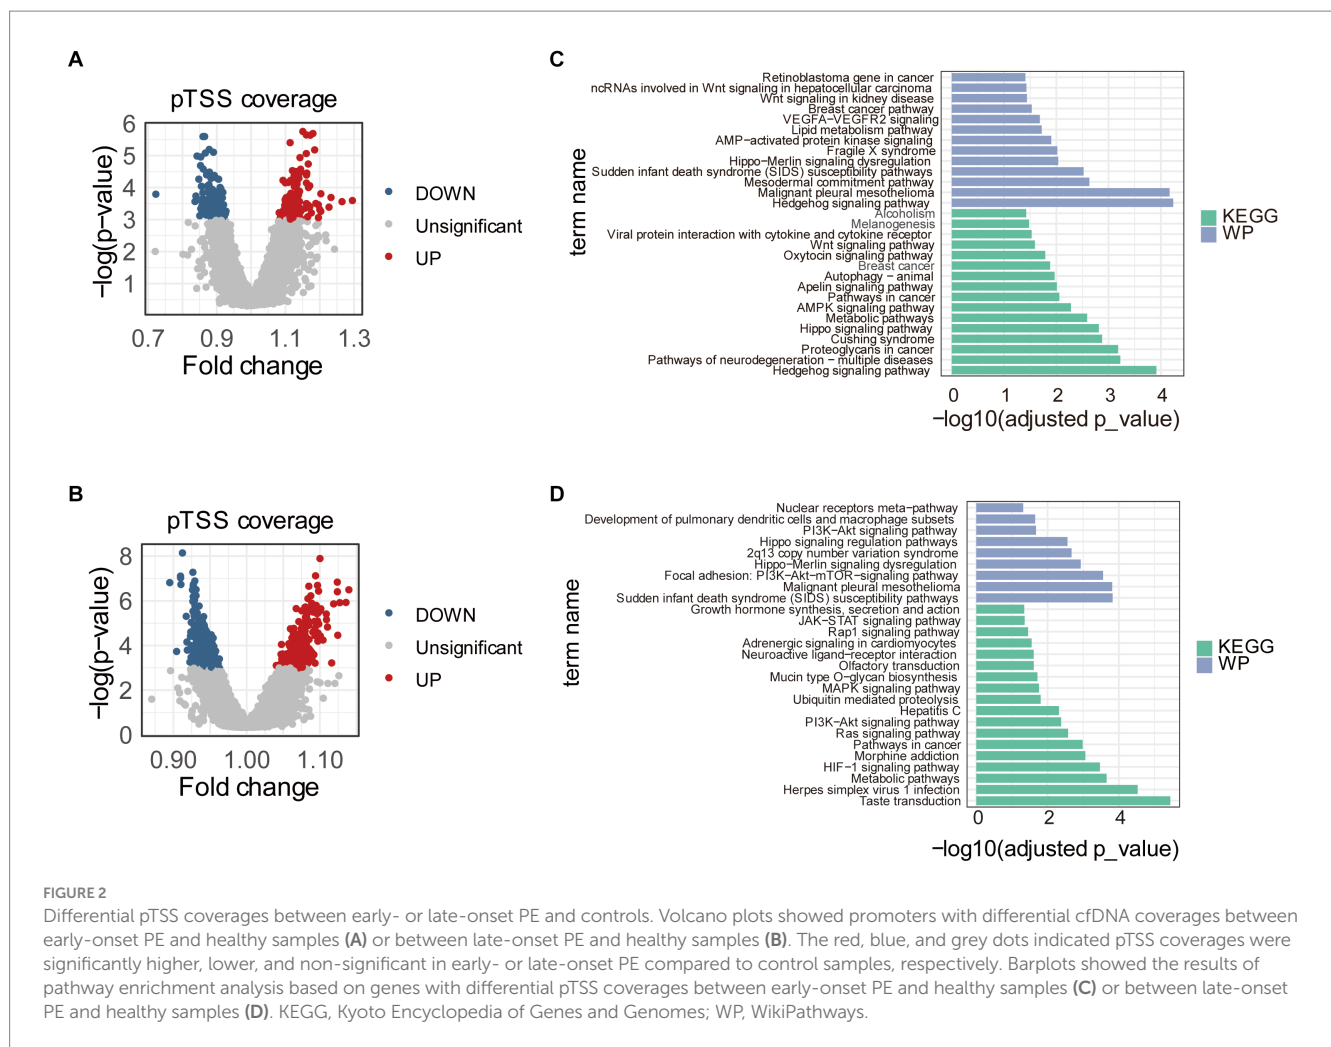 A
pTSS coverage
6
5
4
3
2
1
−log(p−value)
0.7 0.9 1.1 1.3
Fold change
DOWN
Unsignificant
UP
C
term name
Retinoblastoma gene in cancer
ncRNAs involved in Wnt signaling in hepatocellular carcinoma
Wnt signaling in kidney disease
Breast cancer pathway
VEGFA−VEGFR2 signaling
Lipid metabolism pathway
AMP−activated protein kinase signaling
Fragile X syndrome
Hippo−Merlin signaling dysregulation
Sudden infant death syndrome (SIDS) susceptibility pathways
Mesodermal commitment pathway
Malignant pleural mesothelioma
Hedgehog signaling pathway
Alcoholism
Melanogenesis
Viral protein interaction with cytokine and cytokine receptor
Wnt signaling pathway
Oxytocin signaling pathway
Breast cancer
Autophagy − animal
Apelin signaling pathway
Pathways in cancer
AMPK signaling pathway
Metabolic pathways
Hippo signaling pathway
Cushing syndrome
Proteoglycans in cancer
Pathways of neurodegeneration − multiple diseases
Hedgehog signaling pathway
0 1 2 3 4
−log10(adjusted p_value)
KEGG
WP
B
pTSS coverage
8
6
4
2
0
−log(p−value)
0.90 1.00 1.10
Fold change
DOWN
Unsignificant
UP
D
term name
Nuclear receptors meta−pathway
Development of pulmonary dendritic cells and macrophage subsets
PI3K−Akt signaling pathway
Hippo signaling regulation pathways
2q13 copy number variation syndrome
Hippo−Merlin signaling dysregulation
Focal adhesion: PI3K−Akt−mTOR−signaling pathway
Malignant pleural mesothelioma
Sudden infant death syndrome (SIDS) susceptibility pathways
Growth hormone synthesis, secretion and action
JAK−STAT signaling pathway
Rap1 signaling pathway
Adrenergic signaling in cardiomyocytes
Neuroactive ligand−receptor interaction
Olfactory transduction
Mucin type O−glycan biosynthesis
MAPK signaling pathway
Ubiquitin mediated proteolysis
Hepatitis C
PI3K−Akt signaling pathway
Ras signaling pathway
Pathways in cancer
Morphine addiction
HIF−1 signaling pathway
Metabolic pathways
Herpes simplex virus 1 infection
Taste transduction
0 2 4
−log10(adjusted p_value)
KEGG
WP
FIGURE 2
Differential pTSS coverages between early- or late-onset PE and controls. Volcano plots showed promoters with differential cfDNA coverages between
early-onset PE and healthy samples (A) or between late-onset PE and healthy samples (B). The red, blue, and grey dots indicated pTSS coverages were
significantly higher, lower, and non-significant in early- or late-onset PE compared to control samples, respectively. Barplots showed the results of
pathway enrichment analysis based on genes with differential pTSS coverages between early-onset PE and healthy samples (C) or between late-onset
PE and healthy samples (D). KEGG, Kyoto Encyclopedia of Genes and Genomes; WP, WikiPathways.